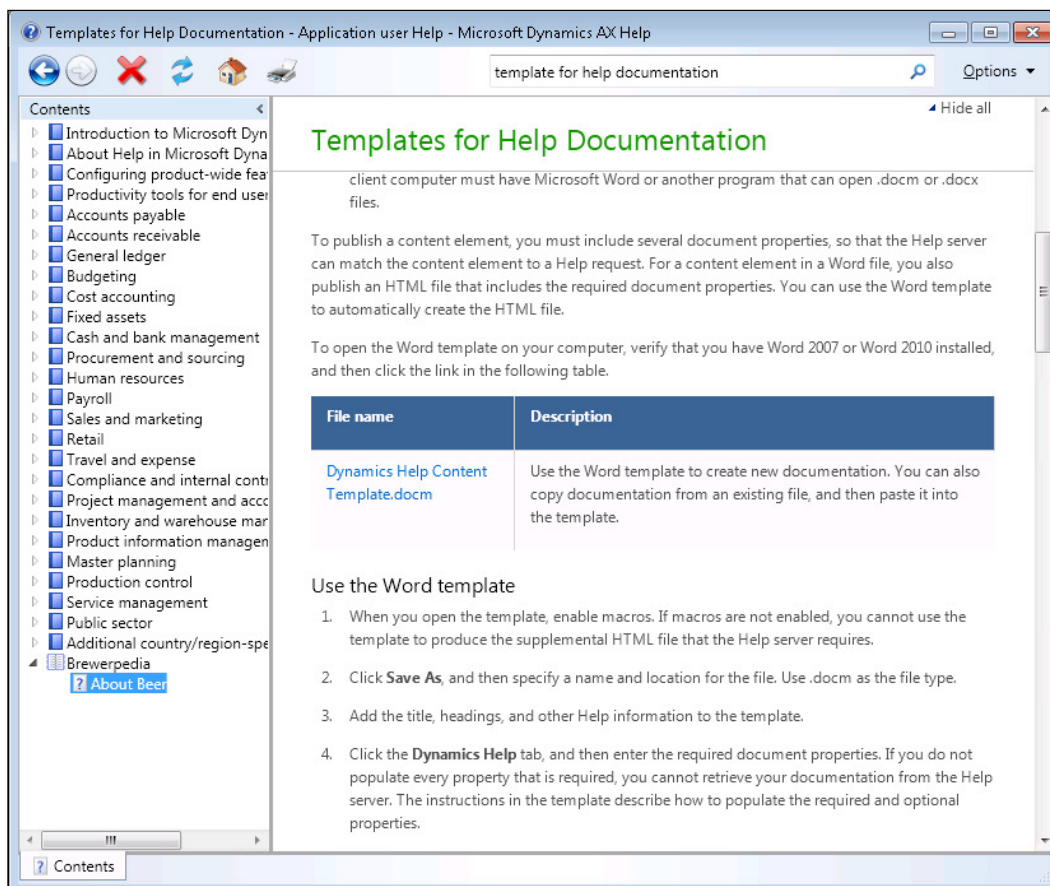 Templates for Help Documentation - Application user Help - Microsoft Dynamics AX Help
template for help documentation
Options
Contents
Introduction to Microsoft Dyn
About Help in Microsoft Dyna
Configuring product-wide fea
Productivity tools for end user
Accounts payable
Accounts receivable
General ledger
Budgeting
Cost accounting
Fixed assets
Cash and bank management
Procurement and sourcing
Human resources
Payroll
Sales and marketing
Retail
Travel and expense
Compliance and internal cont
Project management and acco
Inventory and warehouse mar
Product information managen
Master planning
Production control
Service management
Public sector
Additional country/region-spe
Brewerpedia
About Beer
Contents
Hide all
Templates for Help Documentation
client computer must have Microsoft Word or another program that can open .docm or .docx
files.
To publish a content element, you must include several document properties, so that the Help server
can match the content element to a Help request. For a content element in a Word file, you also
publish an HTML file that includes the required document properties. You can use the Word template
to automatically create the HTML file.
To open the Word template on your computer, verify that you have Word 2007 or Word 2010 installed,
and then click the link in the following table.
File name Description
Dynamics Help Content
Template.docm
Use the Word template to create new documentation. You can also
copy documentation from an existing file, and then paste it into
the template.
Use the Word template
1. When you open the template, enable macros. If macros are not enabled, you cannot use the
template to produce the supplemental HTML file that the Help server requires.
2. Click Save As, and then specify a name and location for the file. Use .docm as the file type.
3. Add the title, headings, and other Help information to the template.
4. Click the Dynamics Help tab, and then enter the required document properties. If you do not
populate every property that is required, you cannot retrieve your documentation from the Help
server. The instructions in the template describe how to populate the required and optional
properties.